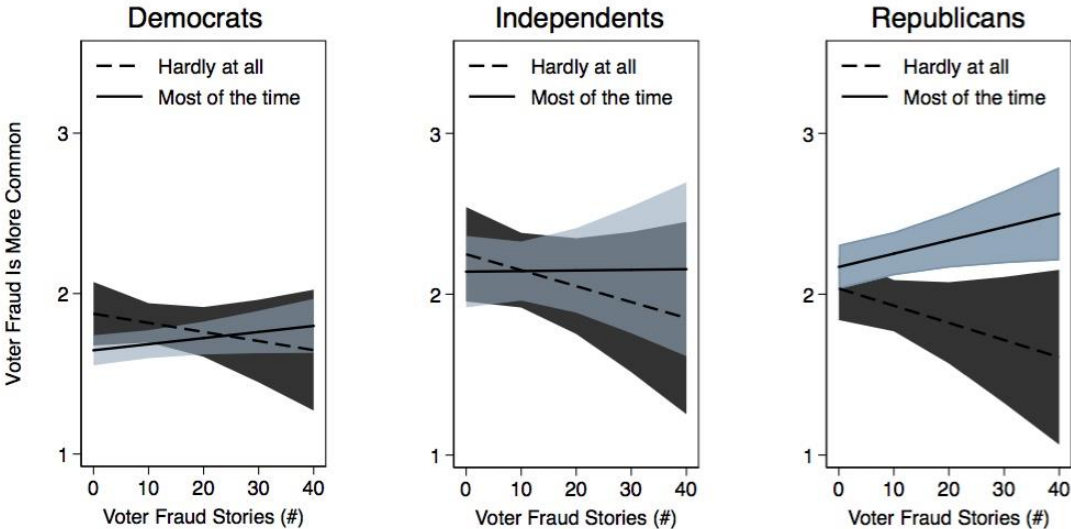 Democrats
Independents
Republicans
Voter Fraud Is More Common
Hardly at all
Most of the time
3
2
1
0 10 20 30 40
Voter Fraud Stories (#)
Hardly at all
Most of the time
3
2
1
0 10 20 30 40
Voter Fraud Stories (#)
Hardly at all
Most of the time
3
2
1
0 10 20 30 40
Voter Fraud Stories (#)